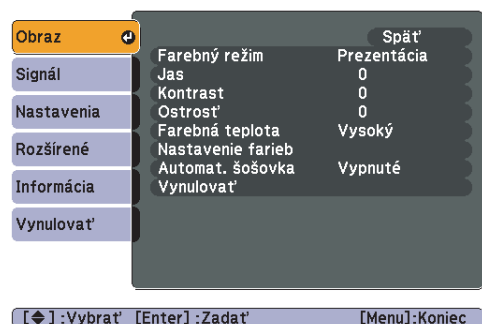 Obraz
Signál
Nastavenia
Rozšírené
Informácia
Vynulovať
Späť
Farebný režim Prezentácia
Jas 0
Kontrast 0
Ostrosť 0
Farebná teplota Vysoký
Nastavenie farieb
Automat. šošovka Vypnuté
Vynulovať
[◆] :Vybrať [Enter] :Zadať [Menu]:Koniec